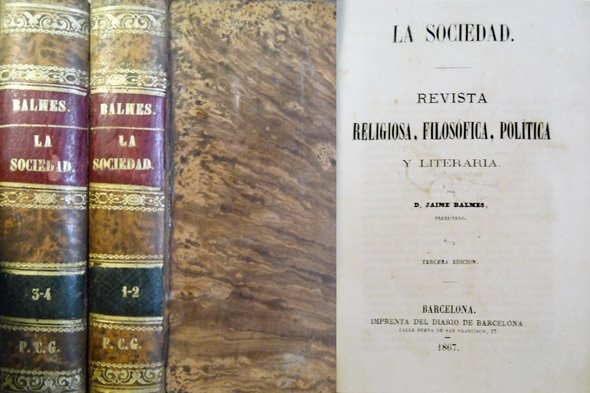 BALMES.
LA
SOCIEDAD.
3-4
P.C.G.
BALMES.
LA
SOCIEDAD.
1-2
P.C.G.
LA SOCIEDAD.
REVISTA
RELIGIOSA, FILOSÓFICA, POLÍTICA
Y LITERARIA.
POR
D. JAIME BALMES,
PRESBÍTERO.
TERCERA EDICION.
BARCELONA.
IMPRENTA DEL DIARIO DE BARCELONA.
CALLE NUEVA DE SAN FRANCISCO, 17.
1867.